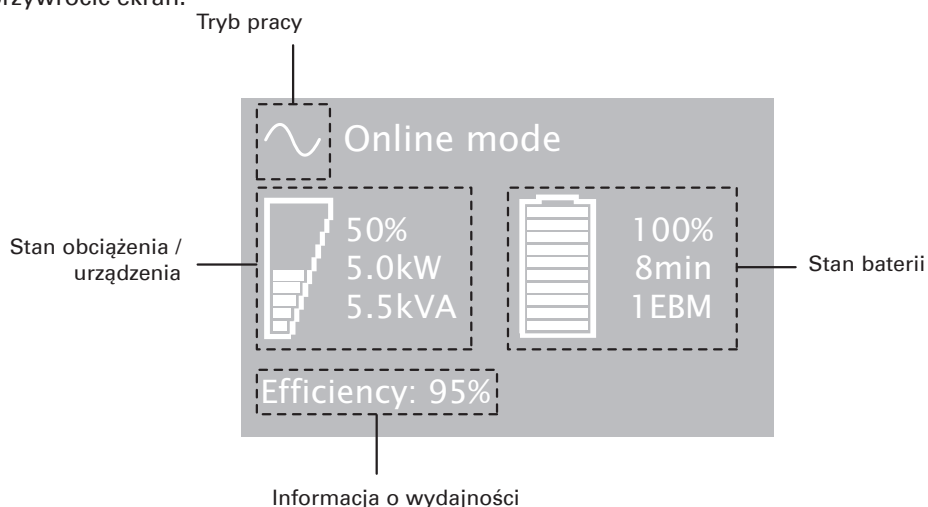 przywrócić ekran.
Tryb pracy
Online mode
50%
5.0kW
5.5kVA
100%
8min
1EBM
Stan obciążenia /
urządzenia
Stan baterii
Efficiency: 95%
Informacja o wydajności